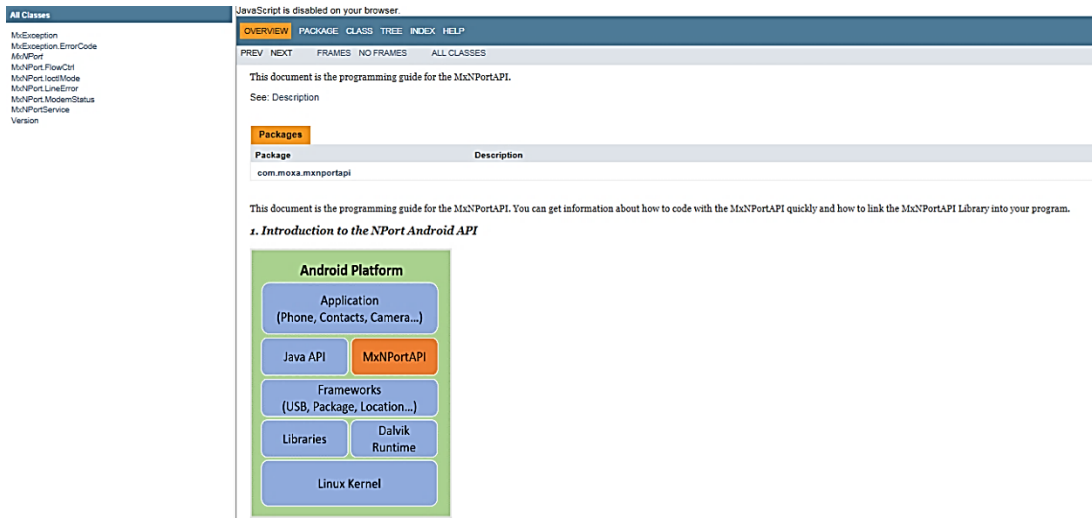 All Classes
MxException
MxException.ErrorCode
MxNPort
MxNPort.FlowCtrl
MxNPort.IoctlMode
MxNPort.LineError
MxNPort.ModemStatus
MxNPortService
Version
JavaScript is disabled on your browser.
OVERVIEW PACKAGE CLASS TREE INDEX HELP
PREV NEXT FRAMES NO FRAMES ALL CLASSES
This document is the programming guide for the MxNPortAPI.
See: Description
Packages
Package Description
com.moxa.mxnportapi
This document is the programming guide for the MxNPortAPI. You can get information about how to code with the MxNPortAPI quickly and how to link the MxNPortAPI Library into your program.
1. Introduction to the NPort Android API
Android Platform
Application
(Phone, Contacts, Camera...)
Java API MxNPortAPI
Frameworks
(USB, Package, Location...)
Libraries Dalvik
Runtime
Linux Kernel